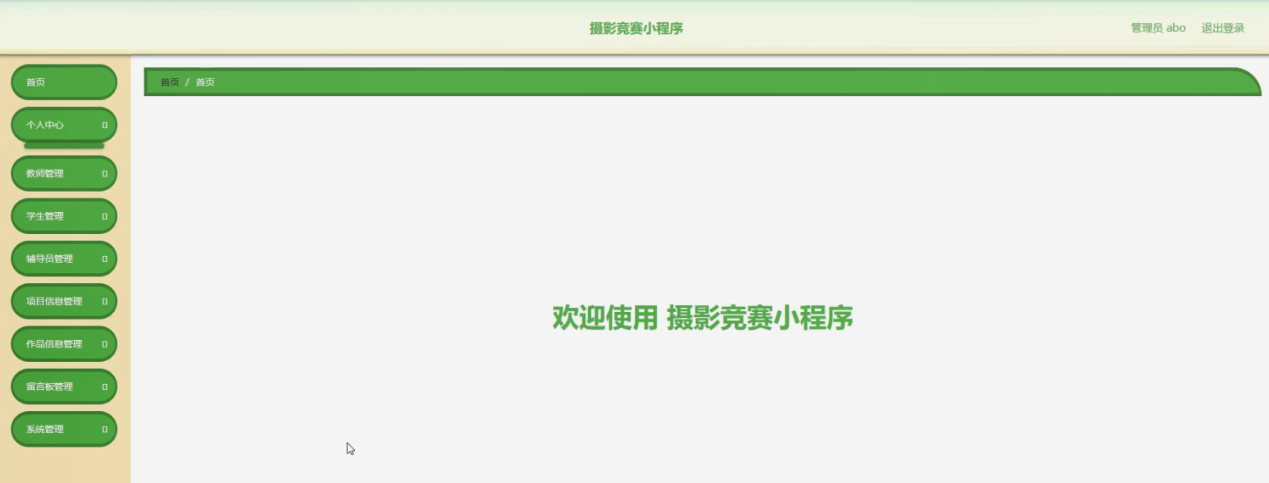 摄影竞赛小程序
管理员 abo 退出登录
首页
首页 / 首页
个人中心
教师管理
学生管理
辅导员管理
项目信息管理
作品信息管理
留言板管理
系统管理
欢迎使用 摄影竞赛小程序